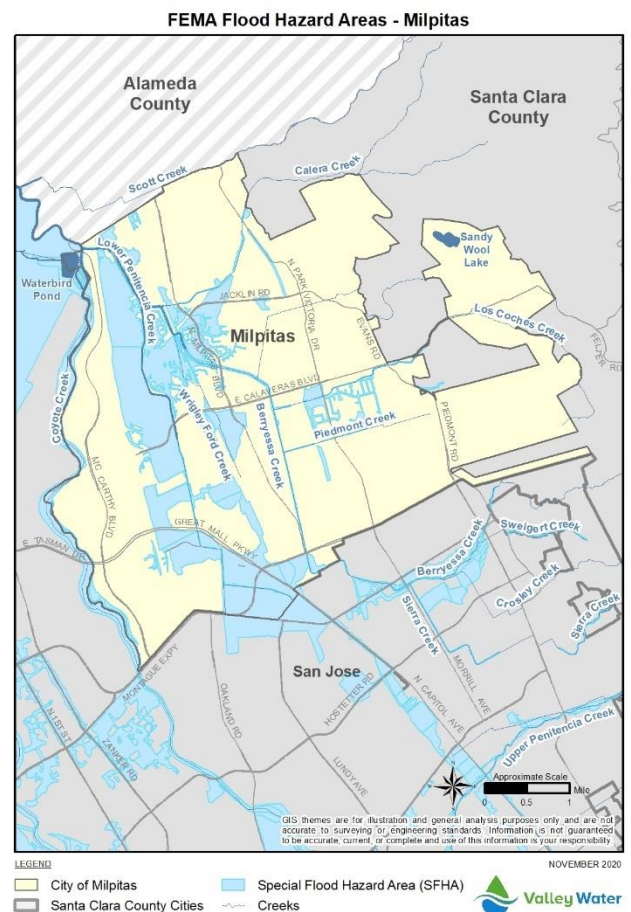 FEMA Flood Hazard Areas - Milpitas
Alameda
County
Santa Clara
County
Scott Creek
Calera Creek
Lower Penitencia Creek
Sandy
Wool
Lake
Waterbird
Pond
JACKLIN RD
N PARK VICTORIA DR
EVANS RD
Los Coches Creek
FELTER RD
Milpitas
N MILPITAS BLVD
Coyote Creek
Wrigley Ford Creek
E CALAVERAS BLVD
Berryessa Creek
Piedmont Creek
PIEDMONT RD
MC CARTHY BLVD
GREAT MALL PKWY
E TASMAN DR
Sweigert Creek
Berryessa Creek
Crosley Creek
Sierra Creek
Sierra Creek
San Jose
MONTAGUE EXPY
OAKLAND RD
HOSTETTER RD
MORRILL AVE
N CAPITOL AVE
N 1ST ST
ZANKER RD
LUNDY AVE
Upper Penitencia Creek
Approximate Scale
0 0.5 1
Mile
GIS themes are for illustration and general analysis purposes only and are not
accurate to surveying or engineering standards. Information is not guaranteed
to be accurate, current, or complete and use of this information is your responsibility.
LEGEND
NOVEMBER 2020
City of Milpitas
Special Flood Hazard Area (SFHA)
Santa Clara County Cities
Creeks
Valley Water